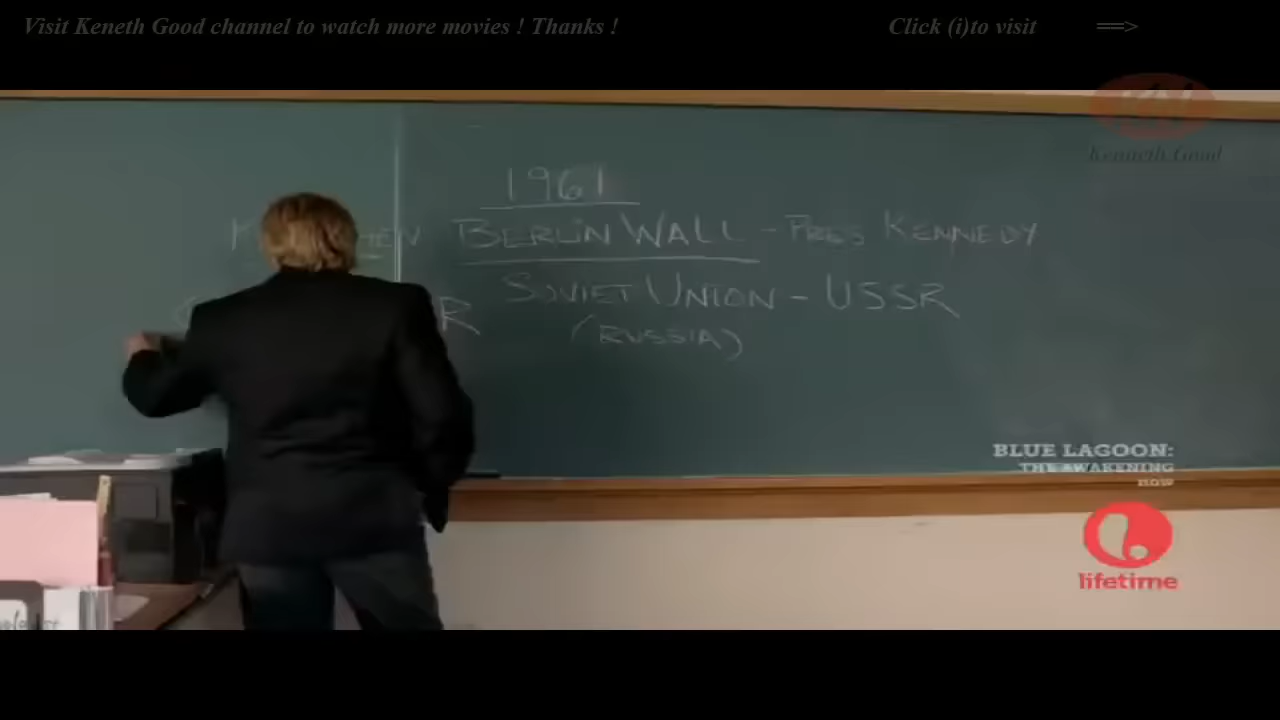 Visit Keneth Good channel to watch more movies ! Thanks !
Click (i)to visit ==>
Kenneth Good
1961
BERLIN WALL - PRES KENNEDY
SOVIET UNION - USSR
(RUSSIA)
BLUE LAGOON:
THE AWAKENING
now
lifetime